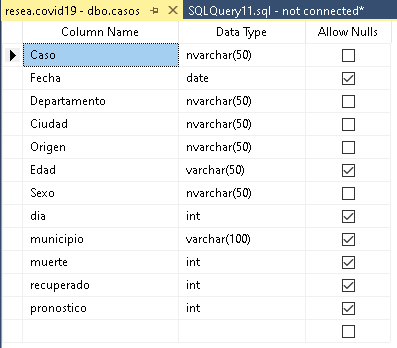 resea.covid19 - dbo.casos SQLQuery11.sql - not connected*
Column Name Data Type Allow Nulls
Caso nvarchar(50)
Fecha date
Departamento nvarchar(50)
Ciudad nvarchar(50)
Origen nvarchar(50)
Edad varchar(50)
Sexo nvarchar(50)
dia int
municipio varchar(100)
muerte int
recuperado int
pronostico int